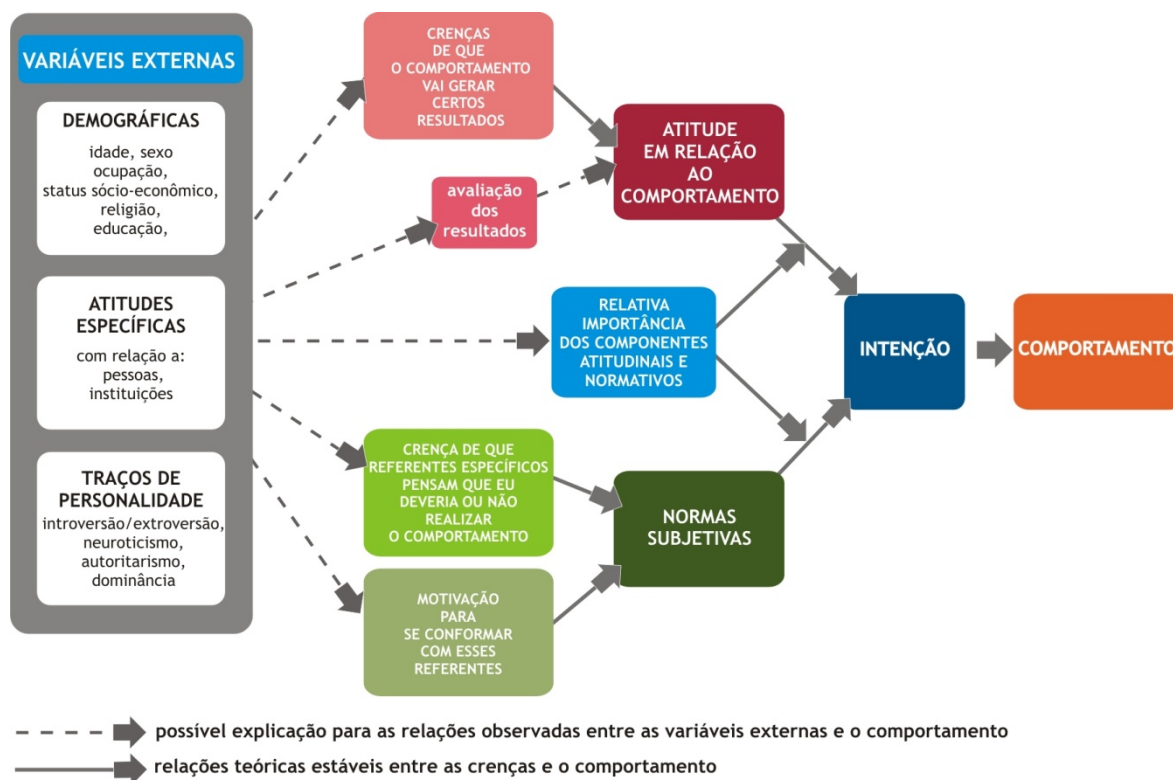 VARIÁVEIS EXTERNAS
DEMOGRÁFICAS
idade, sexo
ocupação,
status sócio-econômico,
religião,
educação,
ATITUDES
ESPECÍFICAS
com relação a:
pessoas,
instituições
TRAÇOS DE
PERSONALIDADE
introversão/extroversão,
neuroticismo,
autoritarismo,
dominância
CRENÇAS
DE QUE
O COMPORTAMENTO
VAI GERAR
CERTOS
RESULTADOS
avaliação
dos
resultados
RELATIVA
IMPORTÂNCIA
DOS COMPONENTES
ATITUDINAIS E
NORMATIVOS
CRENÇA DE QUE
REFERENTES ESPECÍFICOS
PENSAM QUE EU
DEVERIA OU NÃO
REALIZAR
O COMPORTAMENTO
MOTIVAÇÃO
PARA
SE CONFORMAR
COM ESSES
REFERENTES
ATITUDE
EM RELAÇÃO
AO
COMPORTAMENTO
NORMAS
SUBJETIVAS
INTENÇÃO
COMPORTAMENTO
possível explicação para as relações observadas entre as variáveis externas e o comportamento
relações teóricas estáveis entre as crenças e o comportamento